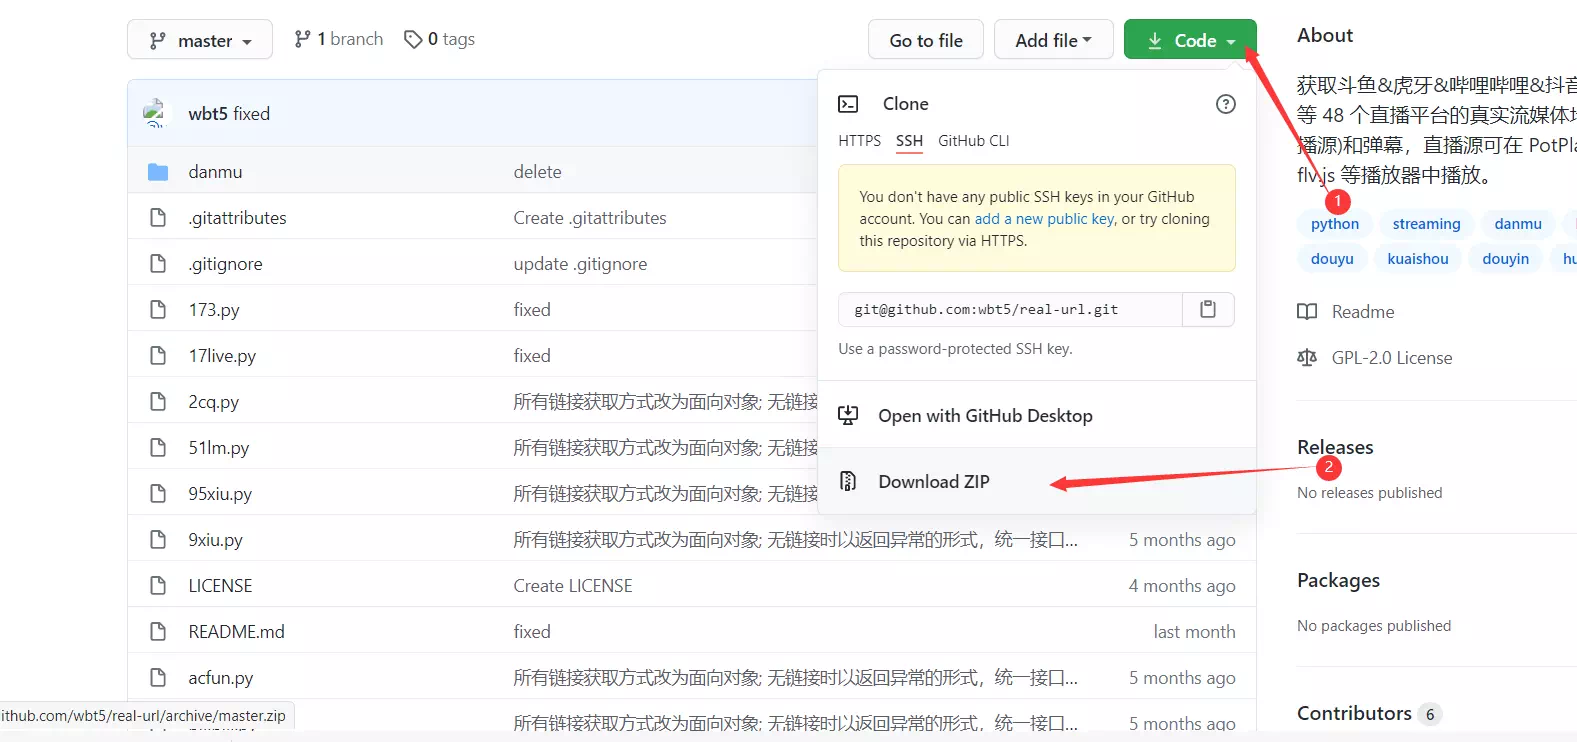 master
1 branch
0 tags
Go to file
Add file
Code
wbt5 fixed
danmu
delete
.gitattributes
Create .gitattributes
.gitignore
update .gitignore
173.py
fixed
17live.py
fixed
2cq.py
所有链接获取方式改为面向对象; 无链接
51lm.py
所有链接获取方式改为面向对象; 无链接
95xiu.py
所有链接获取方式改为面向对象; 无链接
9xiu.py
所有链接获取方式改为面向对象; 无链接时以返回异常的形式，统一接口...
5 months ago
LICENSE
Create LICENSE
4 months ago
README.md
fixed
last month
acfun.py
所有链接获取方式改为面向对象; 无链接时以返回异常的形式，统一接口...
5 months ago
所有链接获取方式改为面向对象; 无链接时以返回异常的形式，统一接口...
5 months ago
ithub.com/wbt5/real-url/archive/master.zip
Clone
HTTPS SSH GitHub CLI
You don't have any public SSH keys in your GitHub
account. You can add a new public key, or try cloning
this repository via HTTPS.
git@github.com:wbt5/real-url.git
Use a password-protected SSH key.
Open with GitHub Desktop
Download ZIP
About
获取斗鱼&虎牙&哔哩哔哩&抖音
等 48 个直播平台的真实流媒体
播源)和弹幕，直播源可在 PotPla
flv.js 等播放器中播放。
1
python streaming danmu
douyu kuaishou douyin hu
Readme
GPL-2.0 License
Releases
2
No releases published
Packages
No packages published
Contributors 6